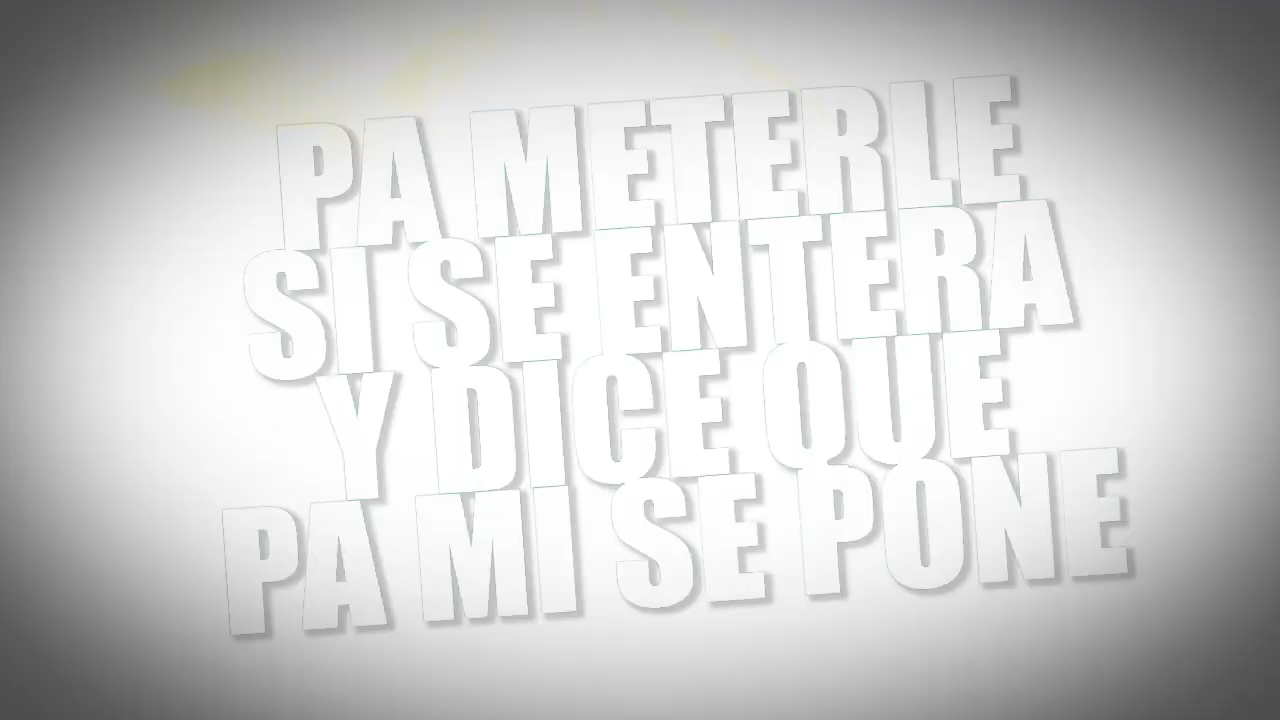 PA METERLE
SI SE ENTERA
Y DICE QUE
PA MI SE PONE